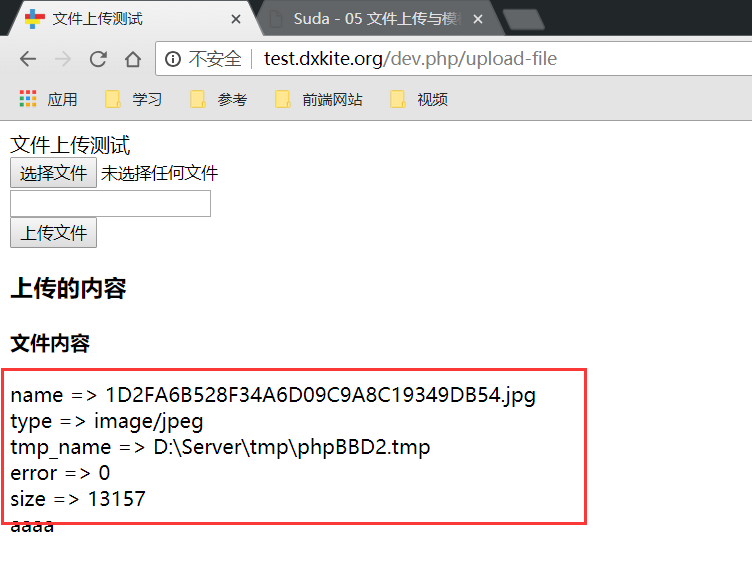 文件上传测试
Suda - 05 文件上传与模
不安全 test.dxkite.org/dev.php/upload-file
应用 学习 参考 前端网站 视频
文件上传测试
选择文件 未选择任何文件
上传文件
上传的内容
文件内容
name => 1D2FA6B528F34A6D09C9A8C19349DB54.jpg
type => image/jpeg
tmp_name => D:\Server\tmp\phpBBD2.tmp
error => 0
size => 13157
aaaa